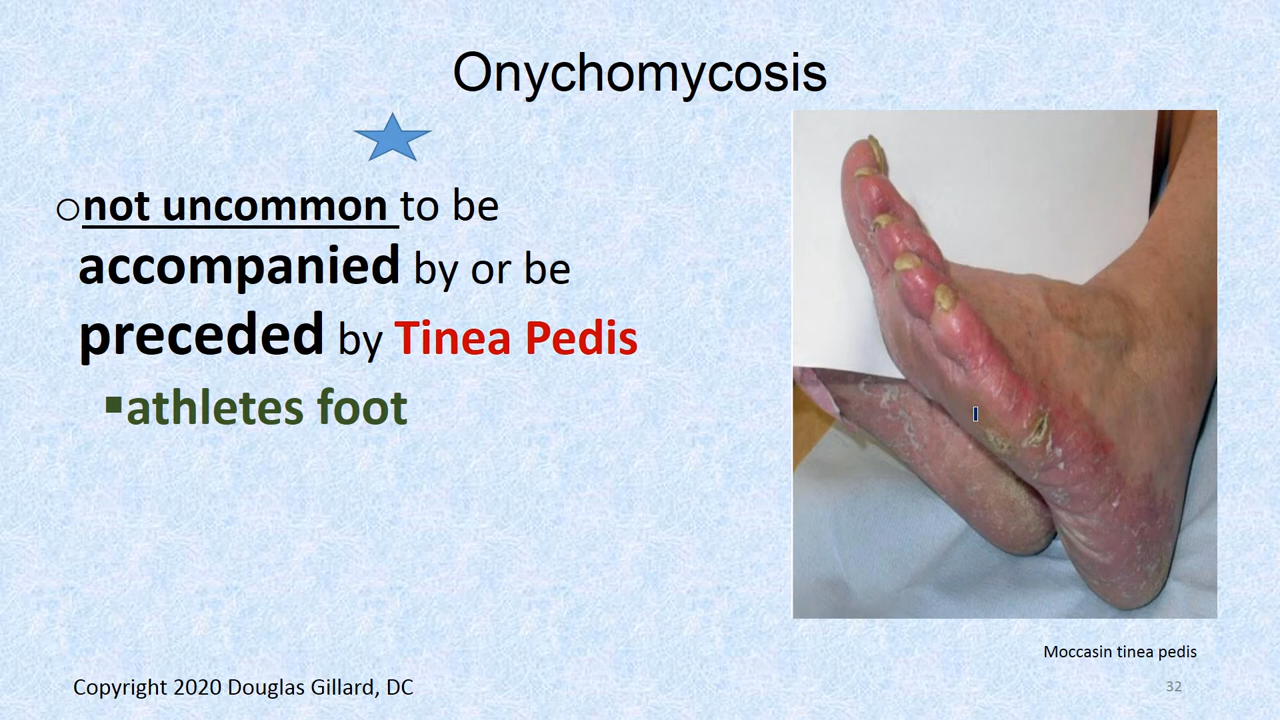 Onychomycosis
not uncommon to be
accompanied by or be
preceded by Tinea Pedis
athletes foot
Moccasin tinea pedis
Copyright 2020 Douglas Gillard, DC
32